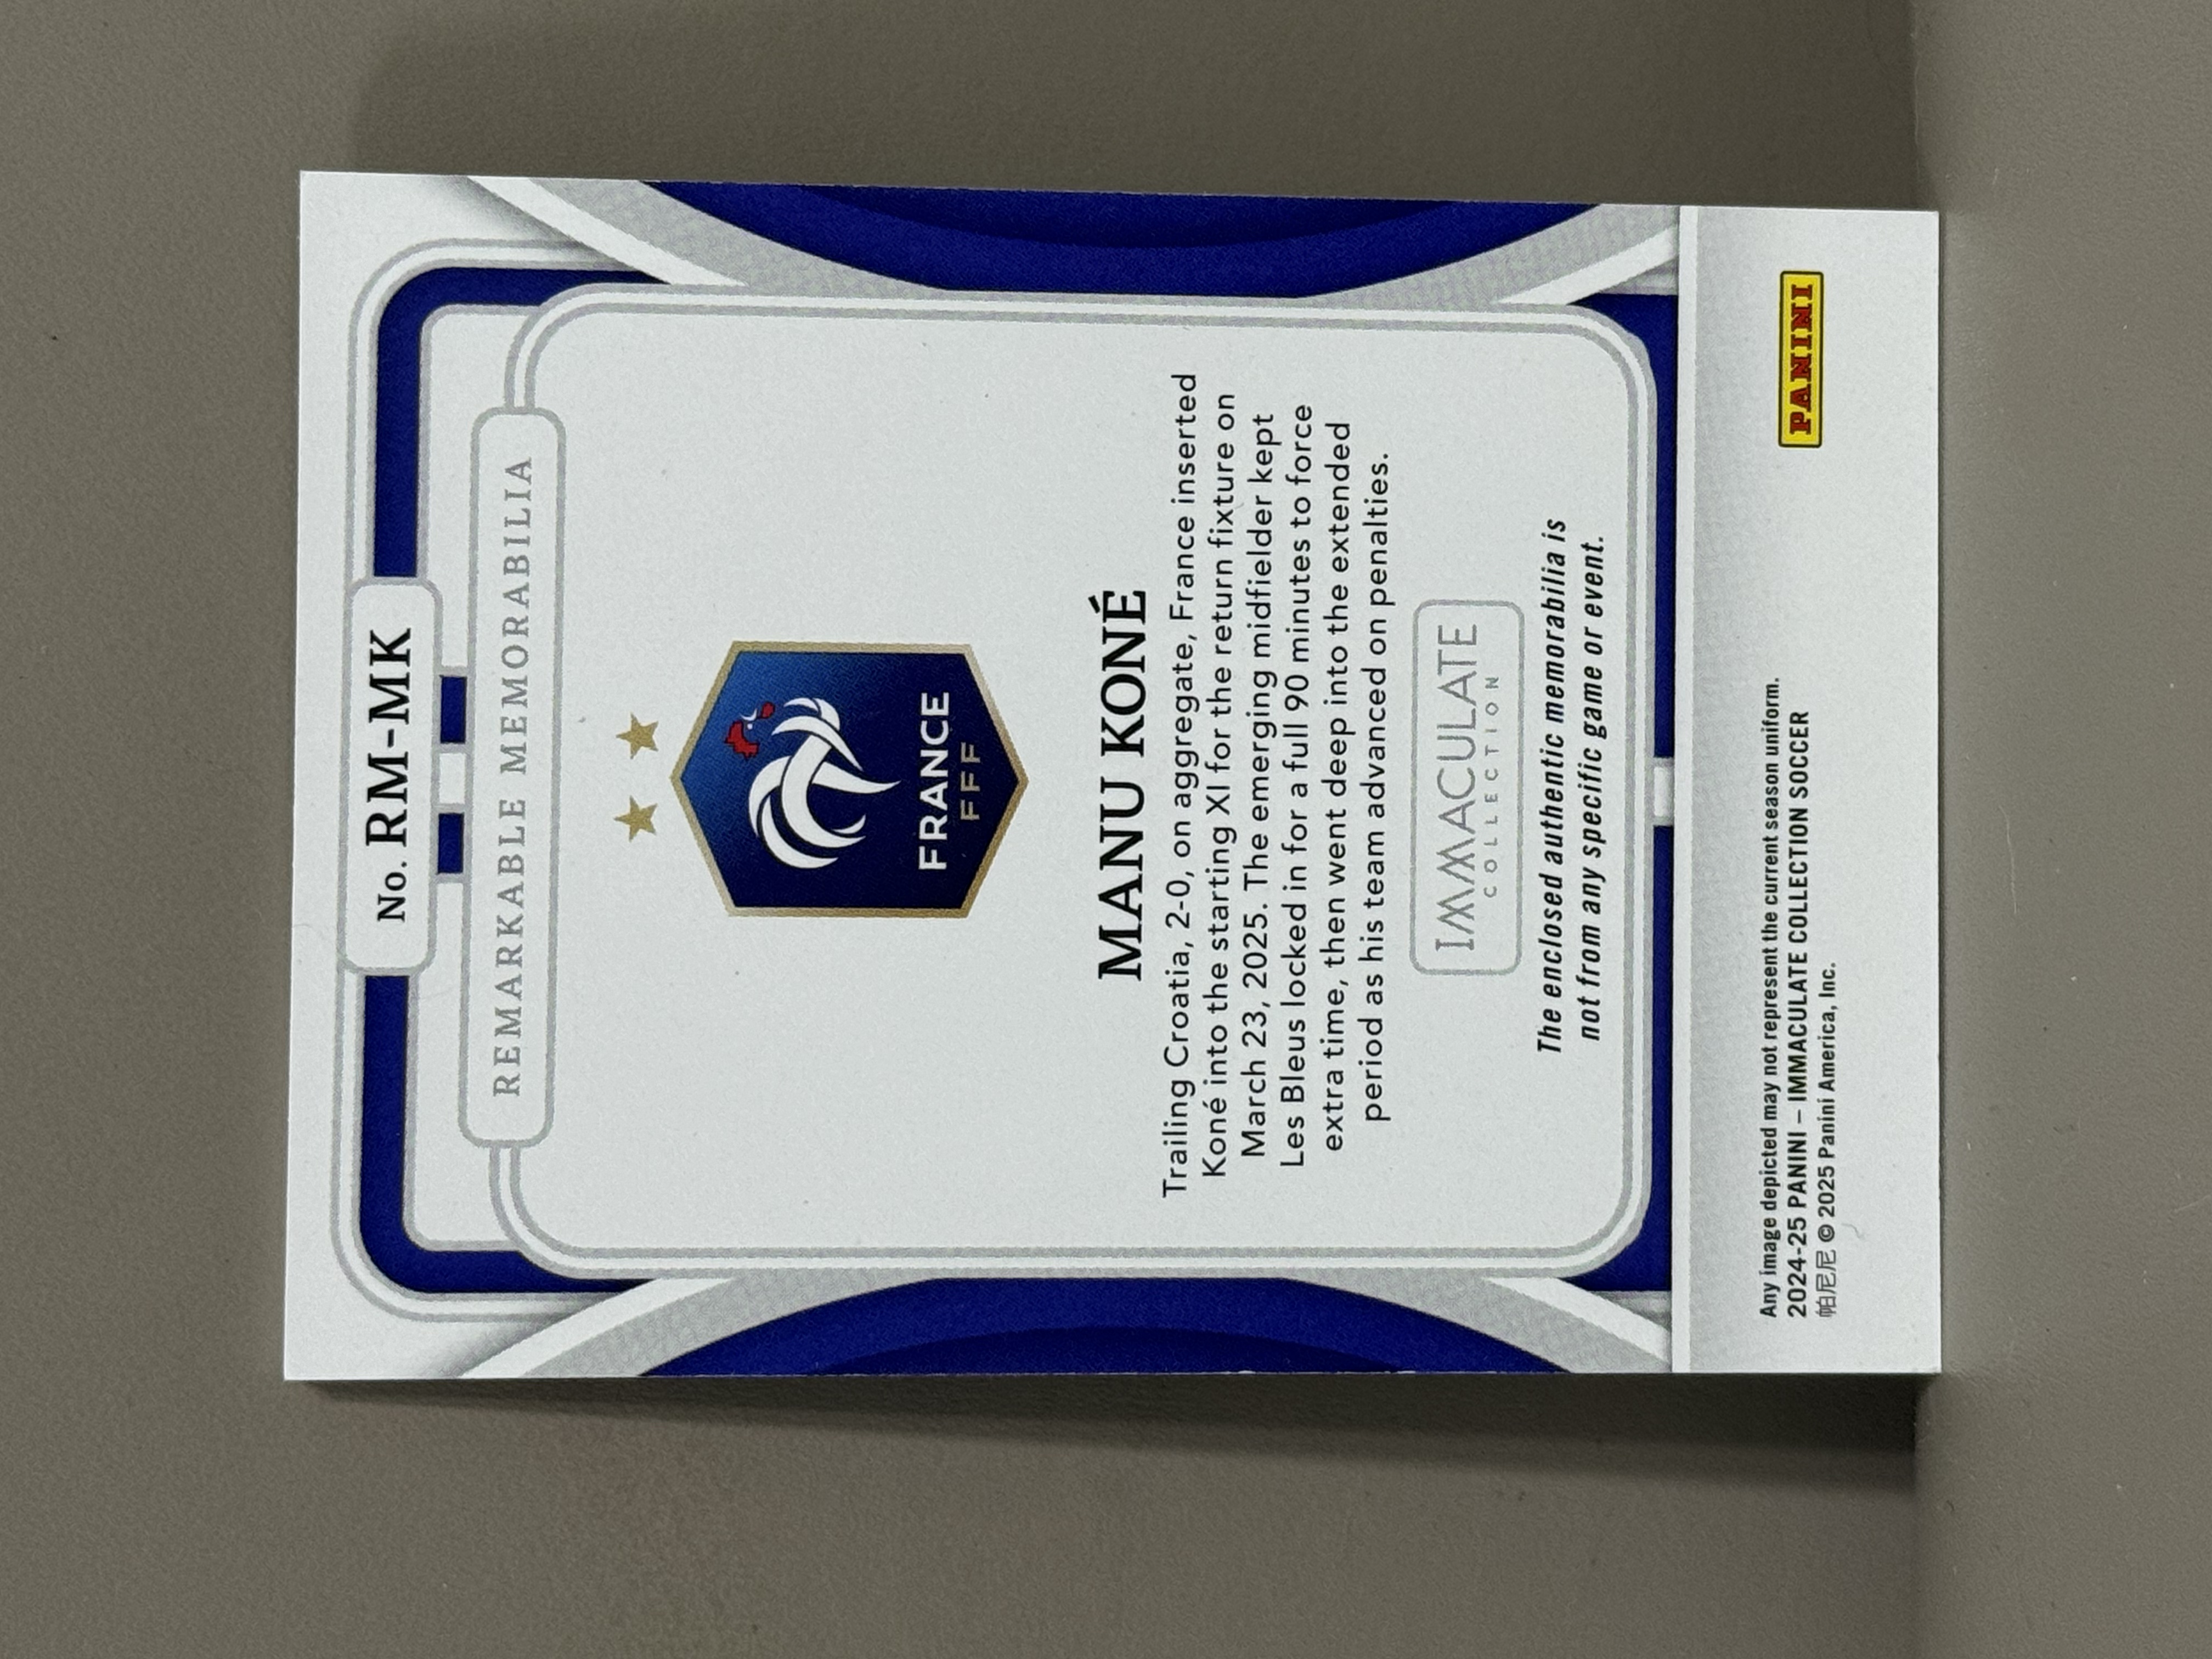 No. RM-MK
REMARKABLE MEMORABILIA
FRANCE
FFF
MANU KONÉ
Trailing Croatia, 2-0, on aggregate, France inserted
Koné into the starting XI for the return fixture on
March 23, 2025. The emerging midfielder kept
Les Bleus locked in for a full 90 minutes to force
extra time, then went deep into the extended
period as his team advanced on penalties.
IMMACULATE
COLLECTION
The enclosed authentic memorabilia is
not from any specific game or event.
Any image depicted may not represent the current season uniform.
2024-25 PANINI – IMMACULATE COLLECTION SOCCER
帕尼尼 © 2025 Panini America, Inc.
PANINI